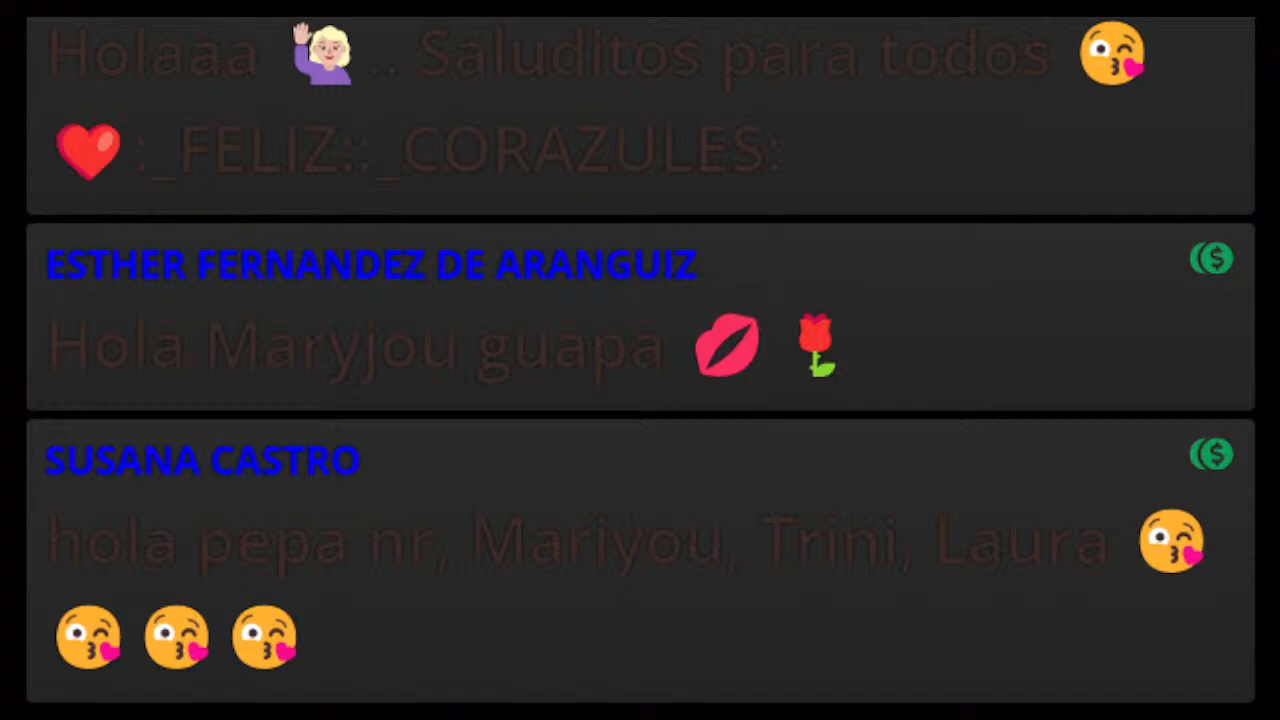 Holaaa 🙋🏼‍♀️ .. Saluditos para todos 😘
❤️ :_FELIZ::_CORAZULES:
ESTHER FERNANDEZ DE ARANGUIZ
Hola Maryjou guapa 💋 🌹
SUSANA CASTRO
hola pepa nr, Mariyou, Trini, Laura 😘
😘 😘 😘